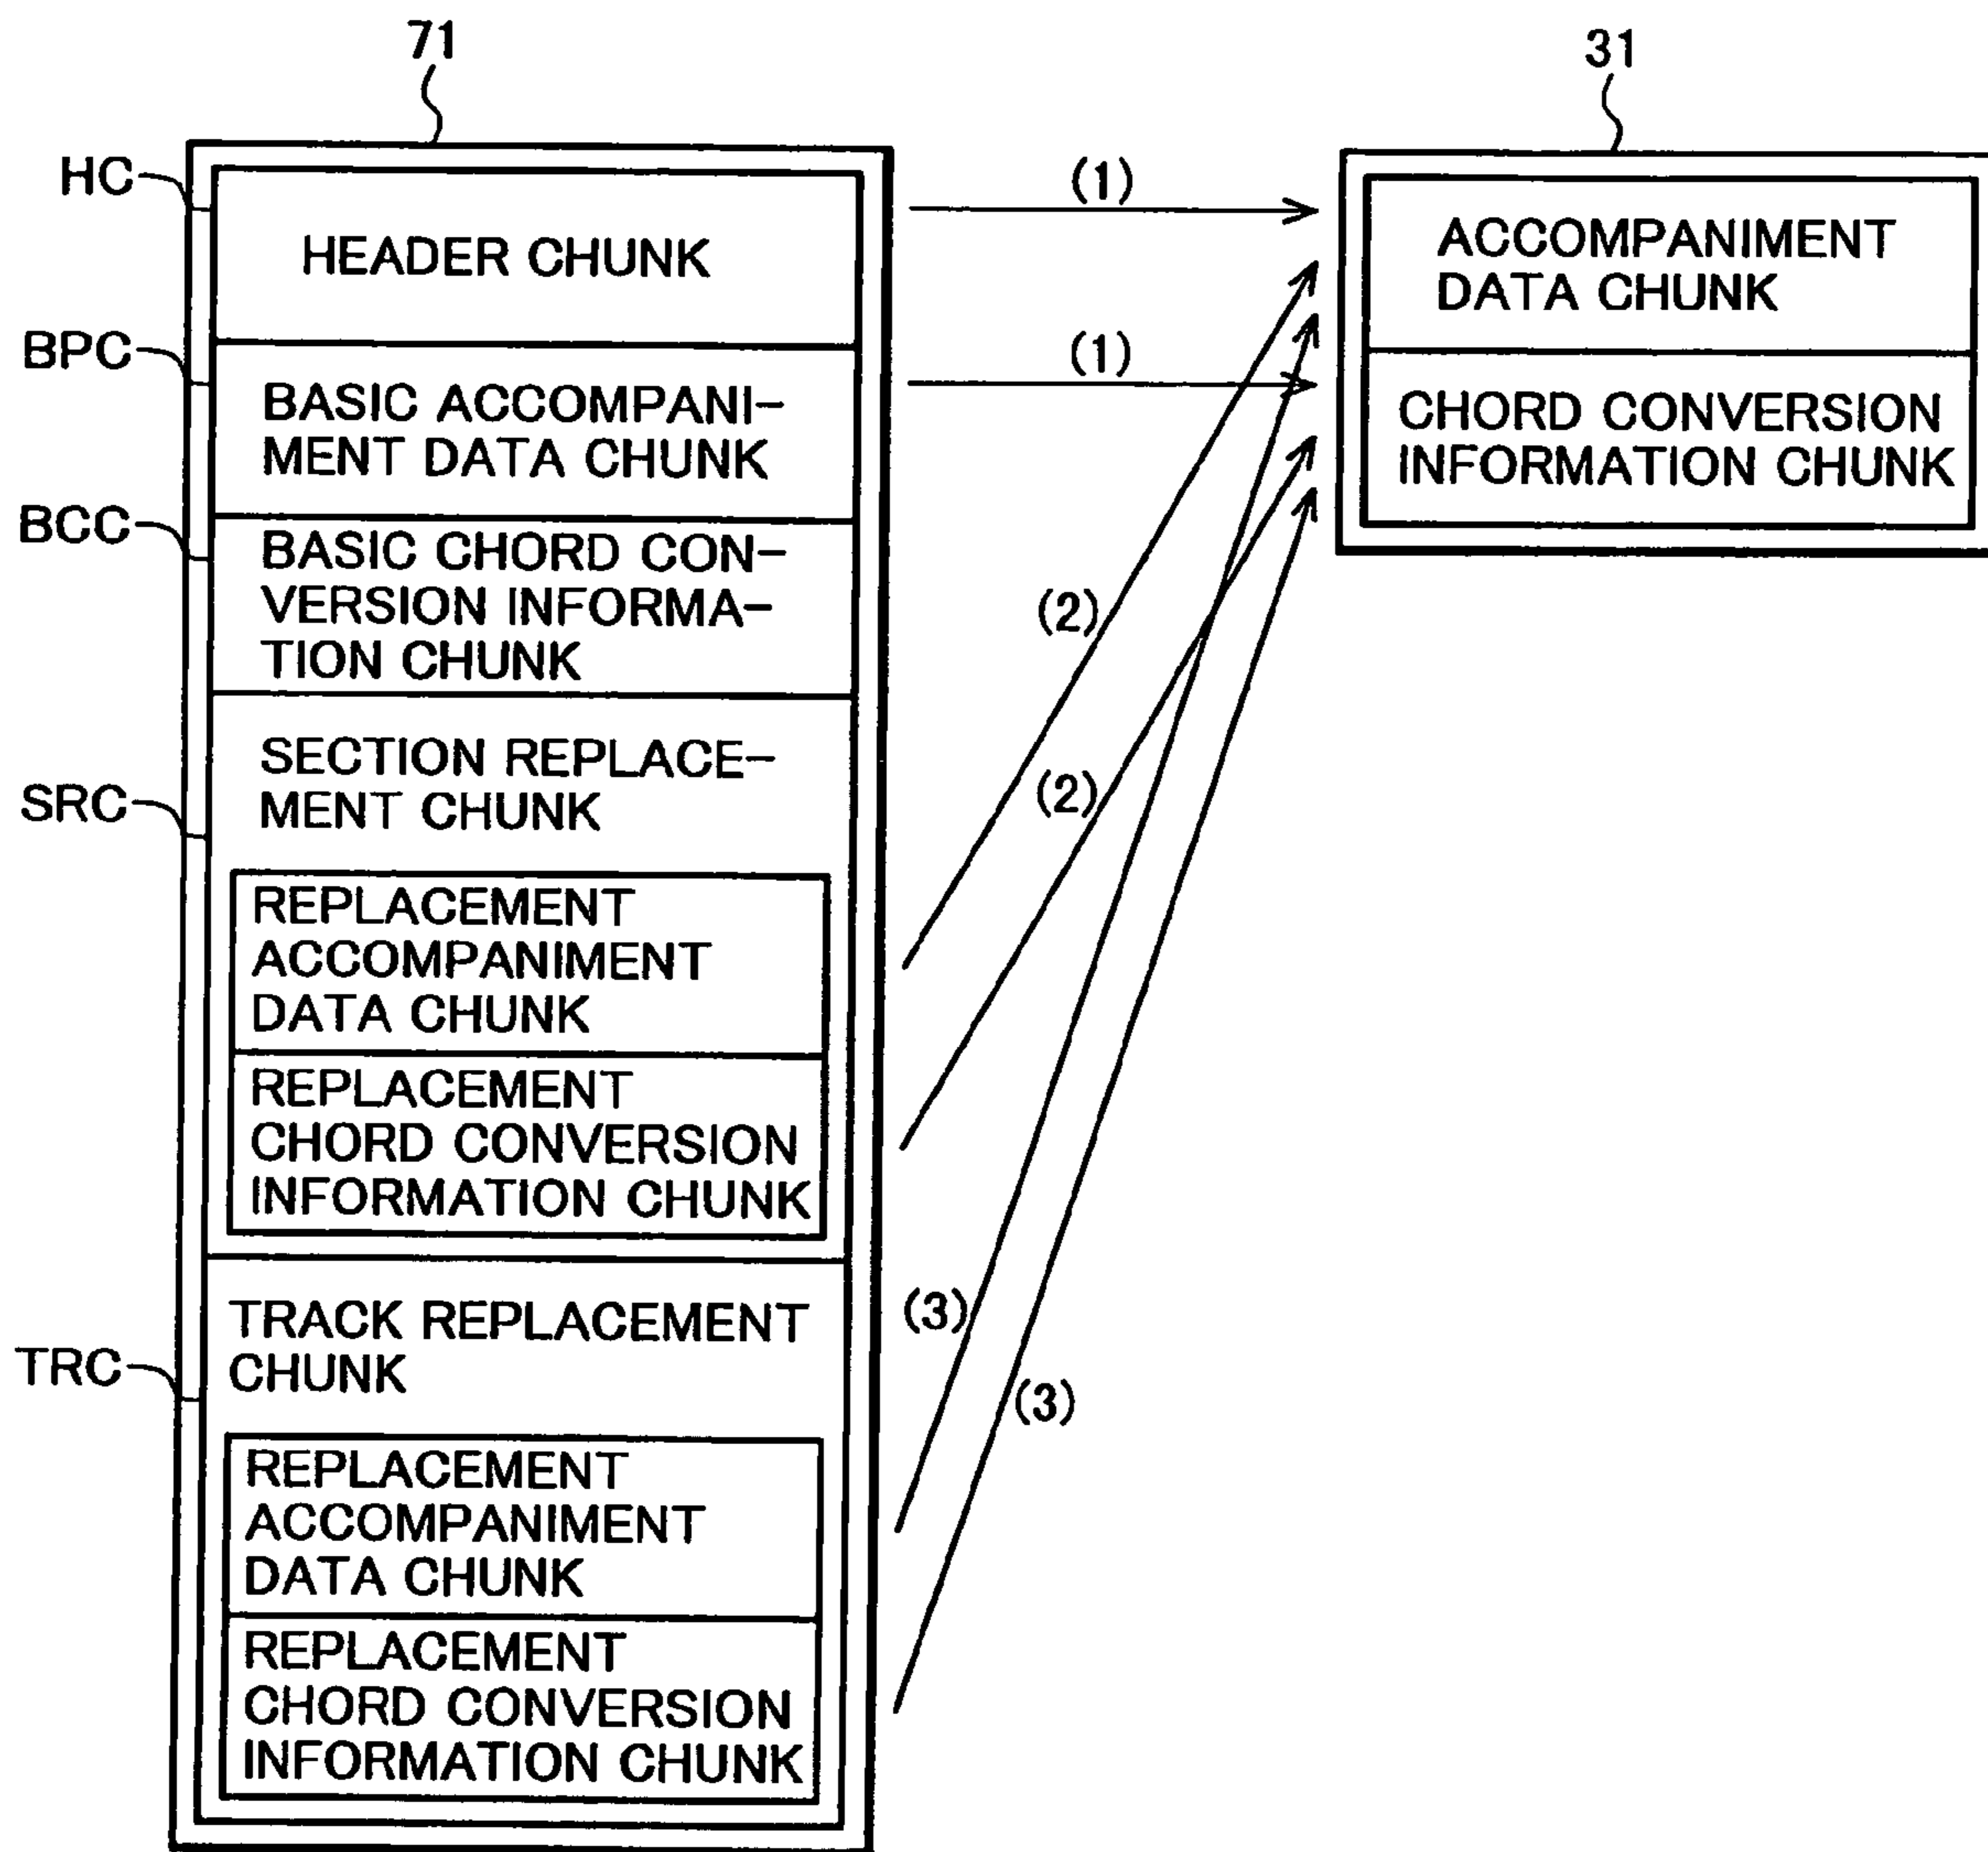 71
31
HC
HEADER CHUNK
(1)
ACCOMPANIMENT
DATA CHUNK
BPC
BASIC ACCOMPANI-
MENT DATA CHUNK
(1)
CHORD CONVERSION
INFORMATION CHUNK
BCC
BASIC CHORD CON-
VERSION INFORMA-
TION CHUNK
(2)
SRC
SECTION REPLACE-
MENT CHUNK
(2)
REPLACEMENT
ACCOMPANIMENT
DATA CHUNK
REPLACEMENT
CHORD CONVERSION
INFORMATION CHUNK
TRC
TRACK REPLACEMENT
CHUNK
(3)
(3)
REPLACEMENT
ACCOMPANIMENT
DATA CHUNK
REPLACEMENT
CHORD CONVERSION
INFORMATION CHUNK